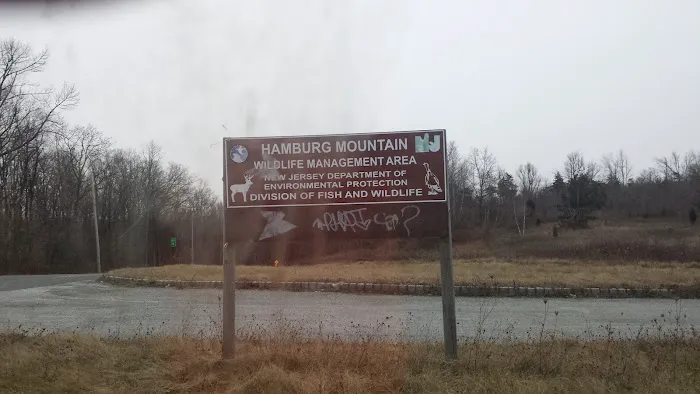 HAMBURG MOUNTAIN
NJ
WILDLIFE MANAGEMENT AREA
NEW JERSEY DEPARTMENT OF
ENVIRONMENTAL PROTECTION
DIVISION OF FISH AND WILDLIFE